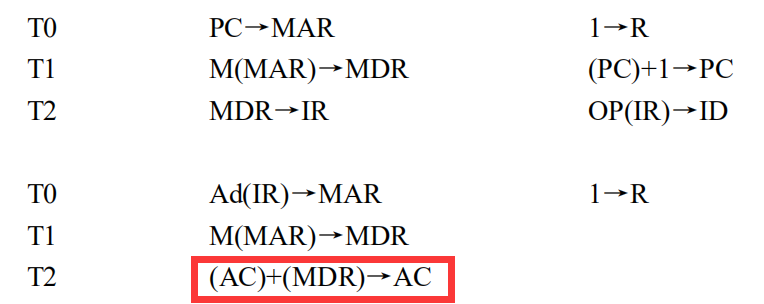 T0 PC→MAR 1→R
T1 M(MAR)→MDR (PC)+1→PC
T2 MDR→IR OP(IR)→ID
T0 Ad(IR)→MAR 1→R
T1 M(MAR)→MDR
T2 (AC)+(MDR)→AC